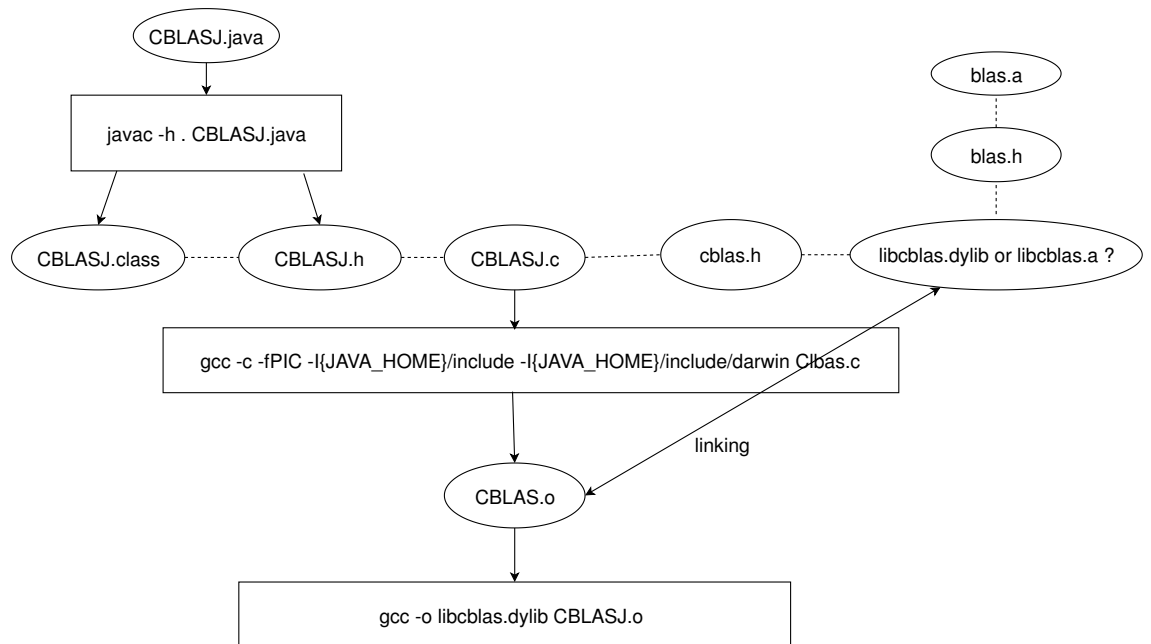 CBLASJ.java
blas.a
javac -h . CBLASJ.java
blas.h
CBLASJ.class
CBLASJ.h
CBLASJ.c
cblas.h
libcblas.dylib or libcblas.a ?
gcc -c -fPIC -I{JAVA_HOME}/include -I{JAVA_HOME}/include/darwin Clbas.c
linking
CBLAS.o
gcc -o libcblas.dylib CBLASJ.o